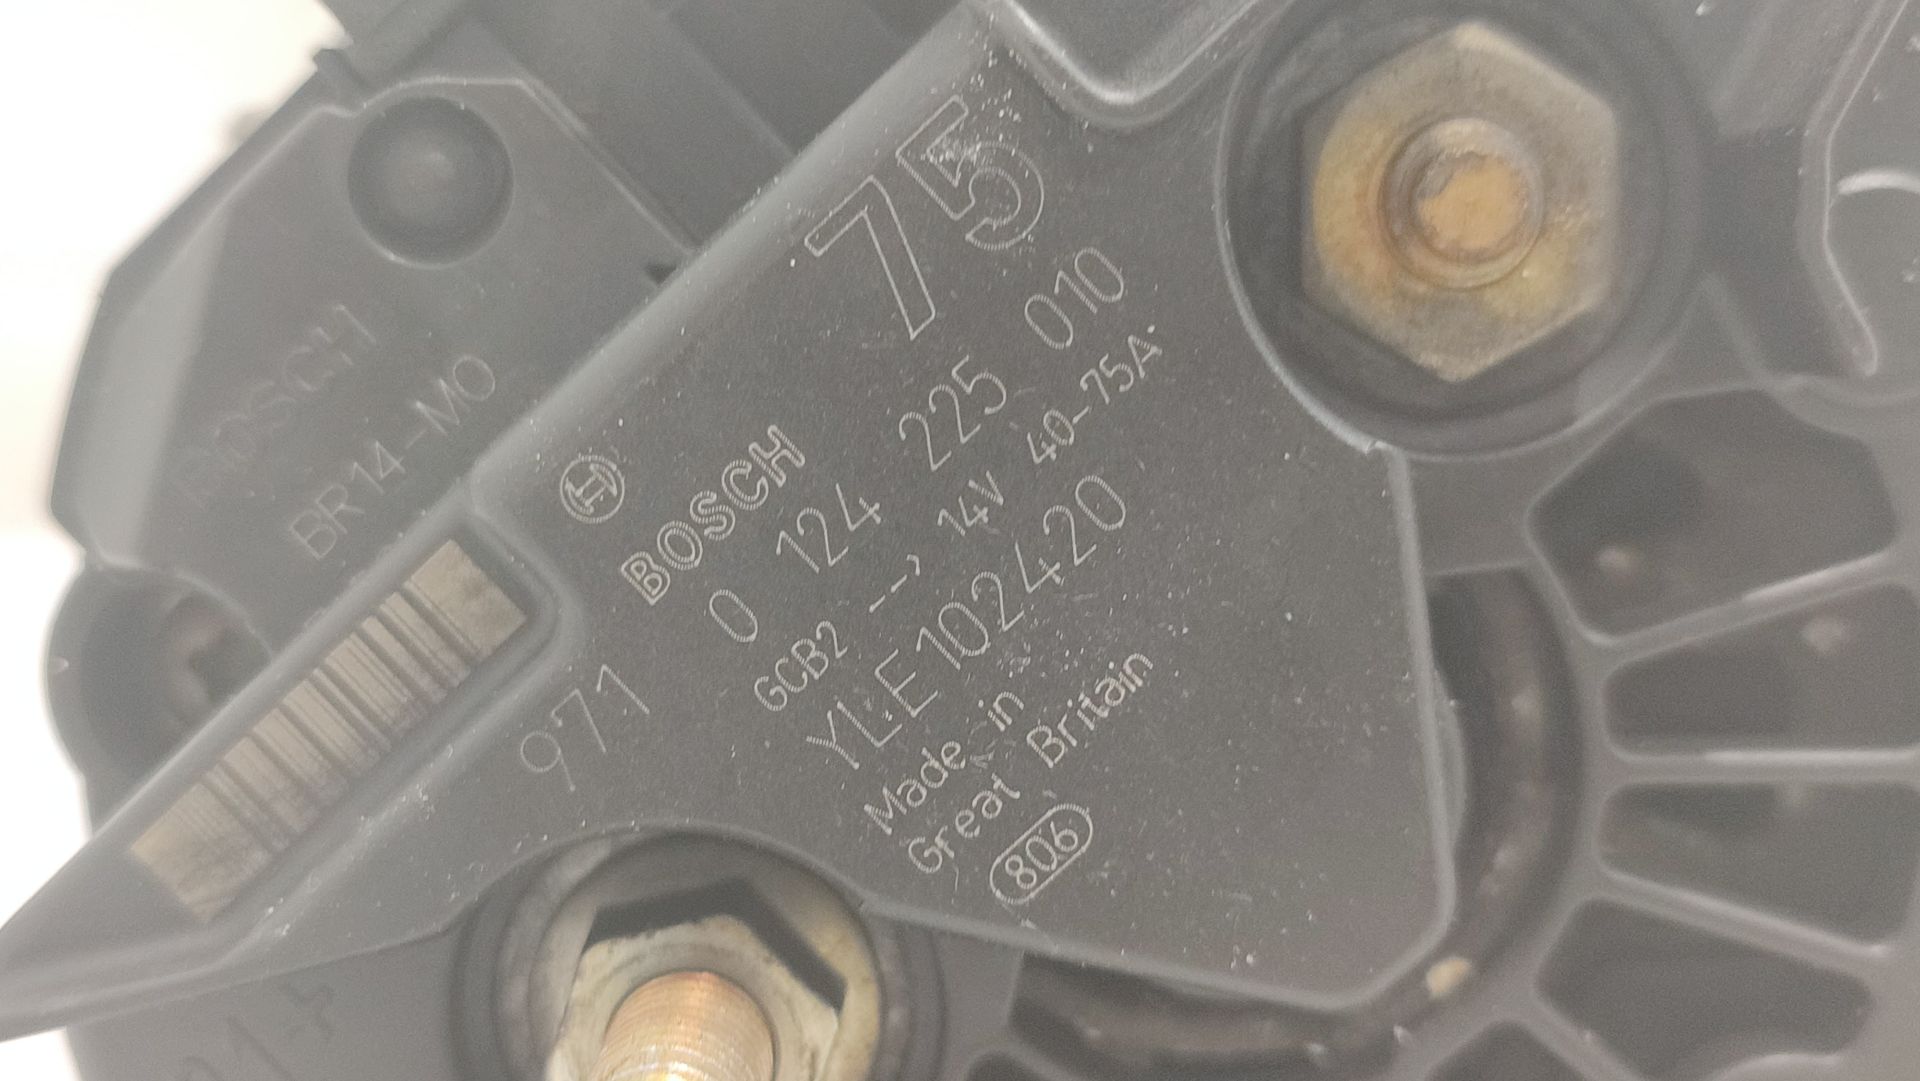 BOSCH
BR14-M0
75
BOSCH
0 124 225 010
971
GCB2 --> 14V 40-75A
YLE102420
Made in
Great Britain
806